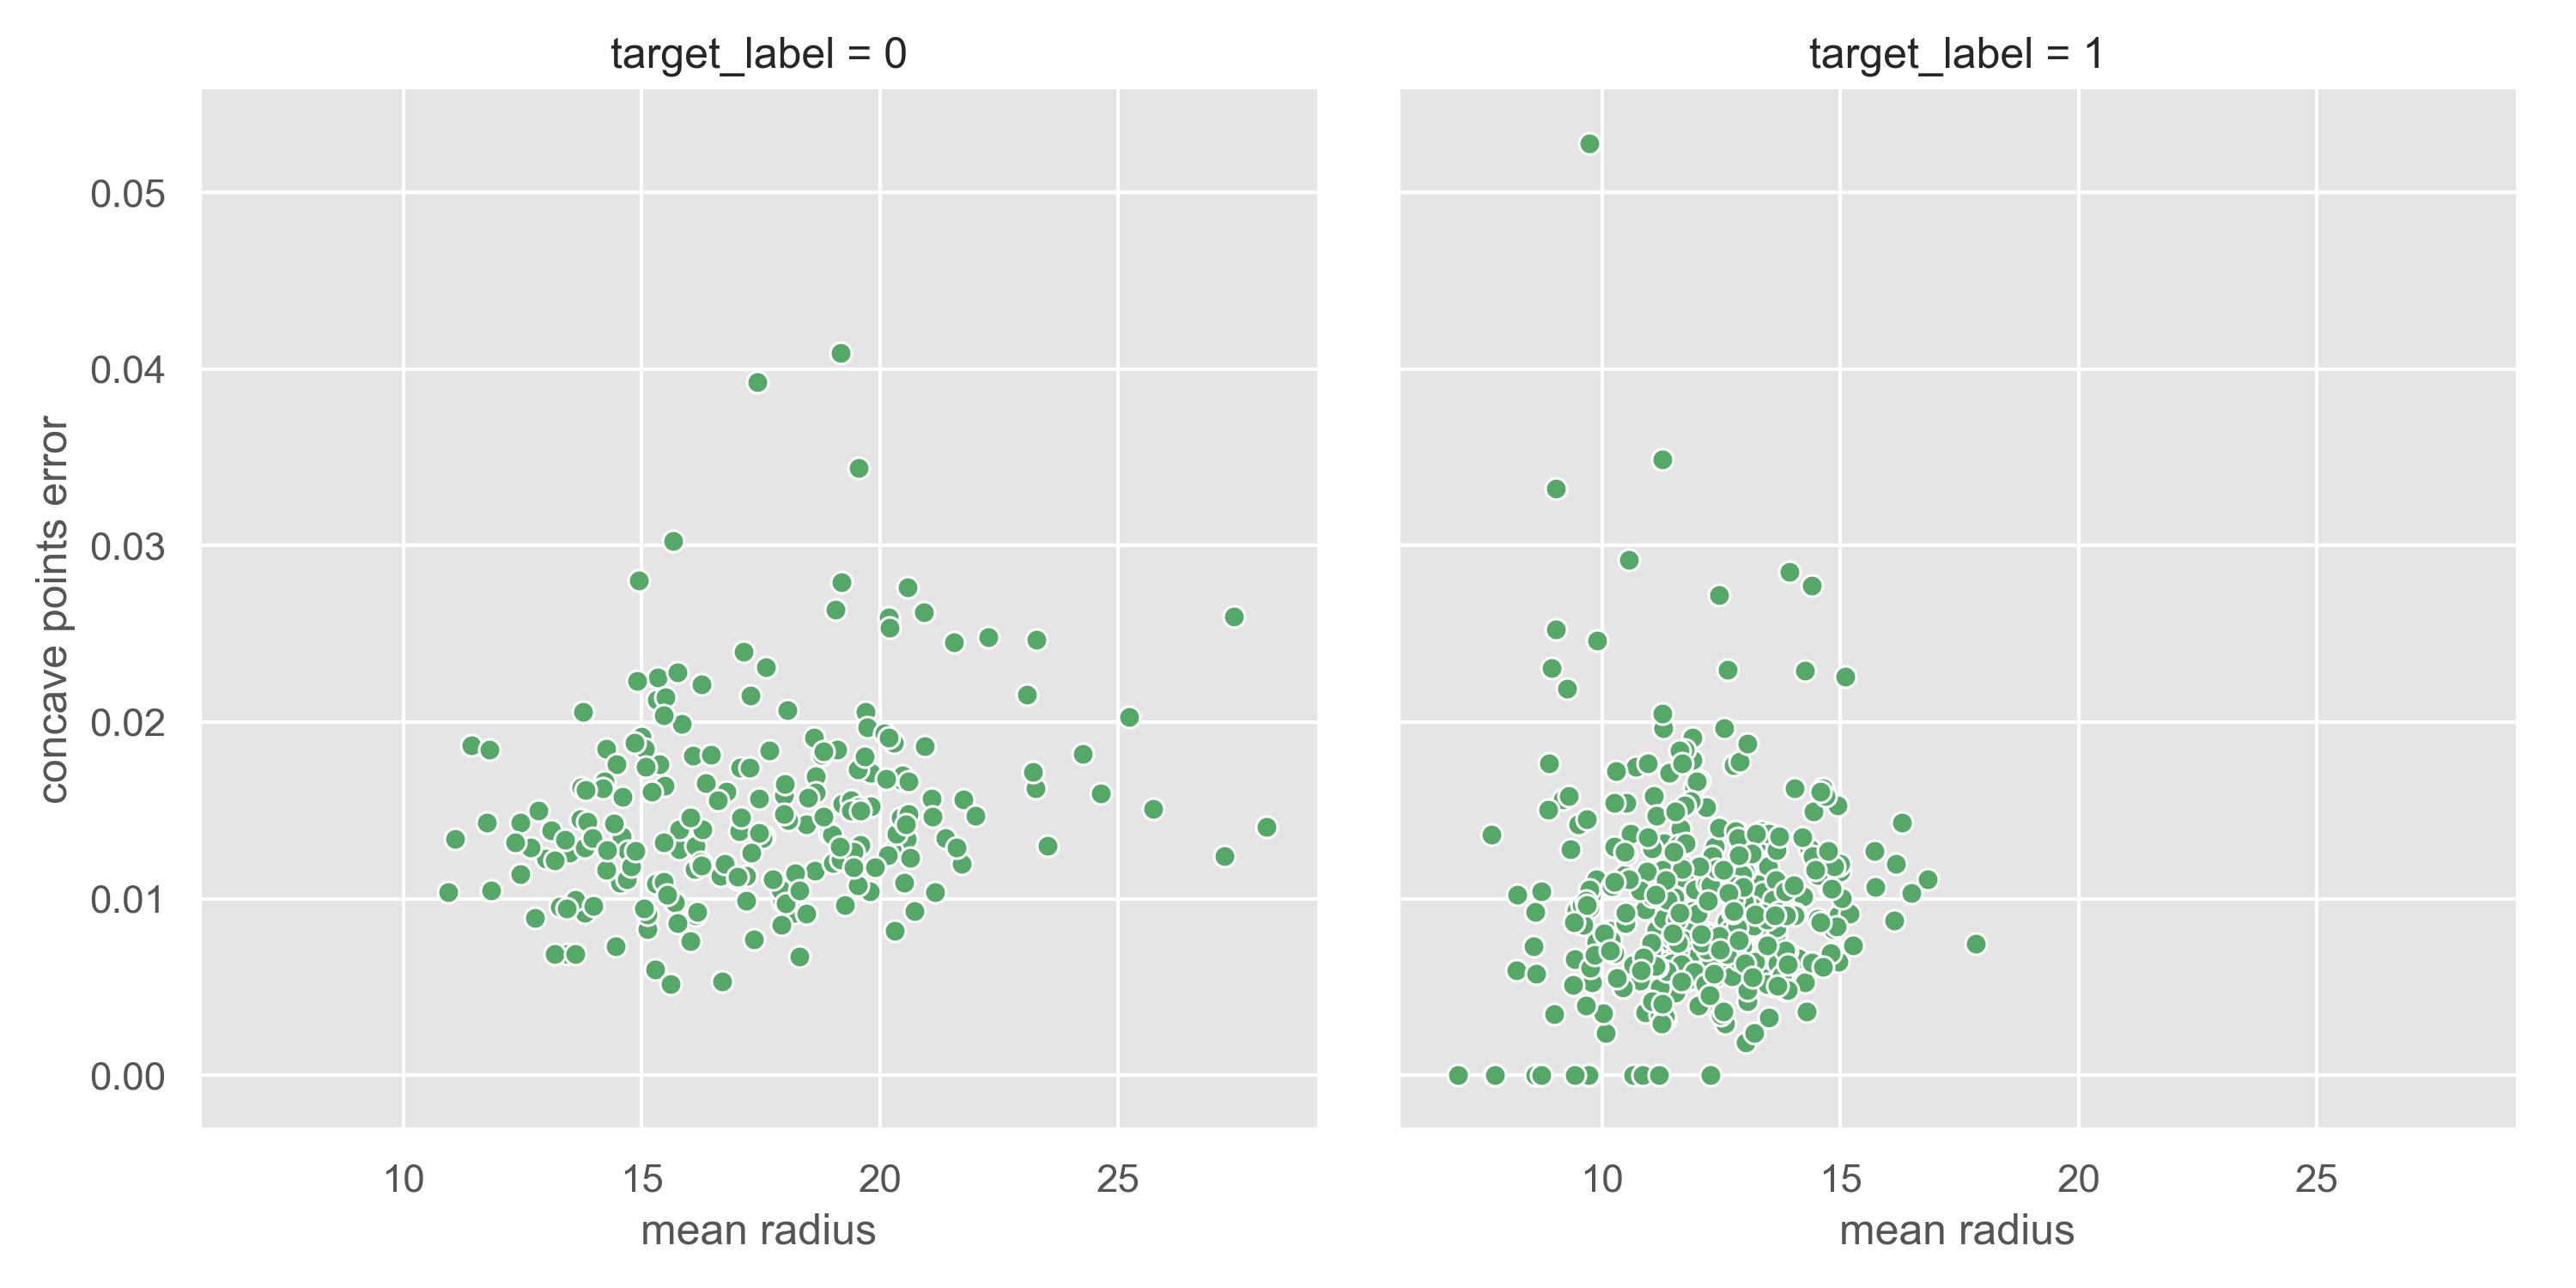 target_label = 0
target_label = 1
concave points error
0.05
0.04
0.03
0.02
0.01
0.00
10 15 20 25
10 15 20 25
mean radius
mean radius